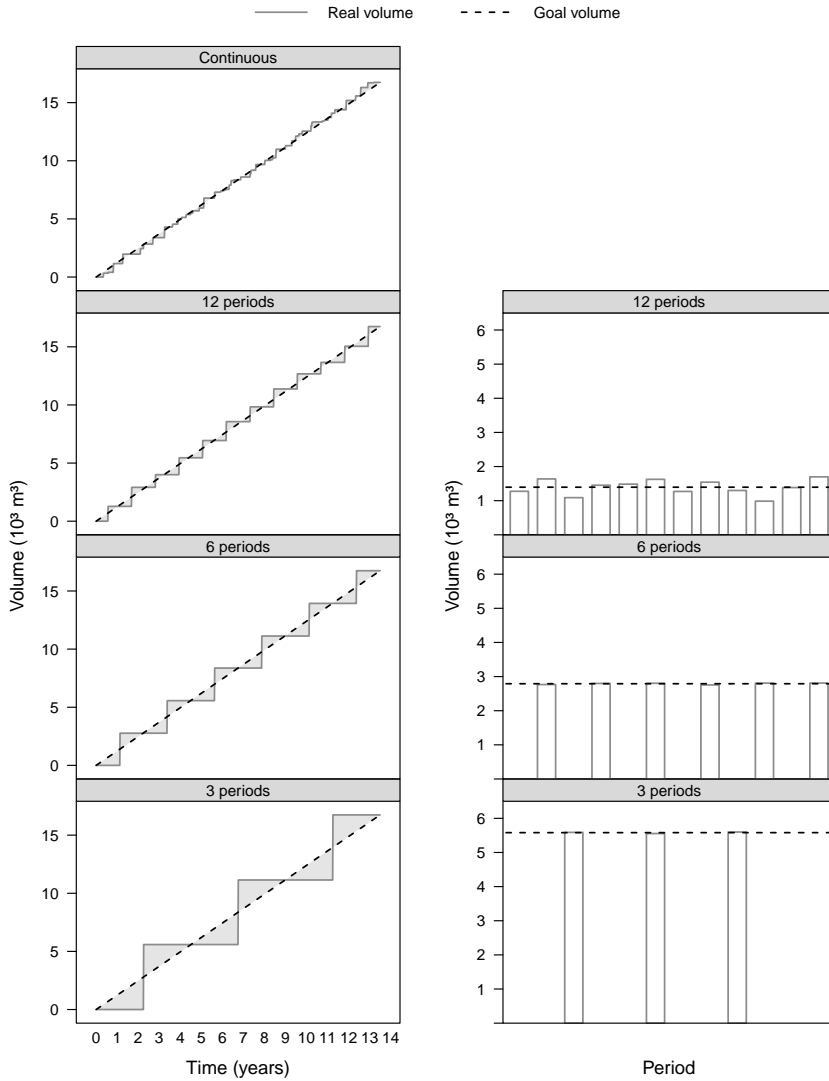 Real volume
Goal volume
Continuous
15
10
5
0
12 periods
15
10
5
0
6 periods
15
10
5
0
3 periods
15
10
5
0
0 1 2 3 4 5 6 7 8 9 10 11 12 13 14
Time (years)
Volume (10³ m³)
12 periods
6
5
4
3
2
1
6 periods
6
5
4
3
2
1
3 periods
6
5
4
3
2
1
Period
Volume (10³ m³)